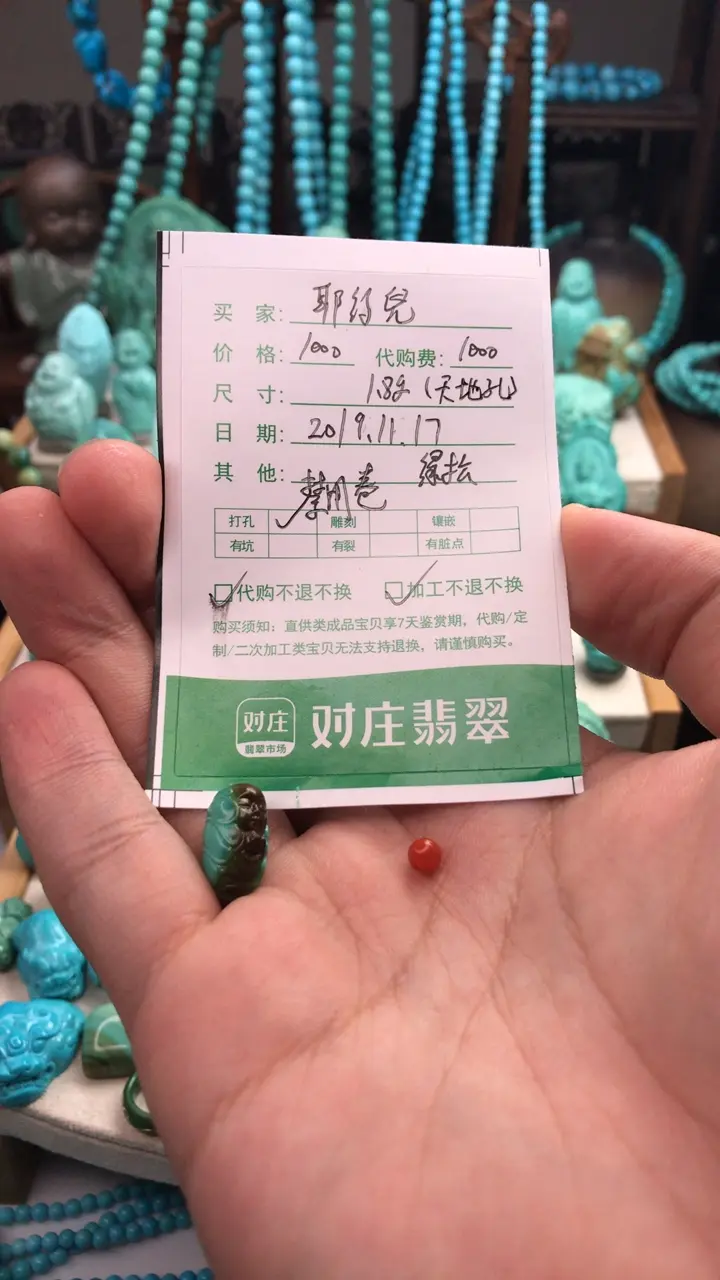 买 家:
价 格: 1000 代购费: 1000
尺 寸: 1.8g (天地孔)
日 期: 2019.11.17
其 他: 绿松
打孔 雕刻 镶嵌
有坑 有裂 有脏点
代购不退不换 加工不退不换
购买须知：直供类成品宝贝享7天鉴赏期，代购/定
制/二次加工类宝贝无法支持退换，请谨慎购买。
对庄 对庄翡翠
翡翠市场